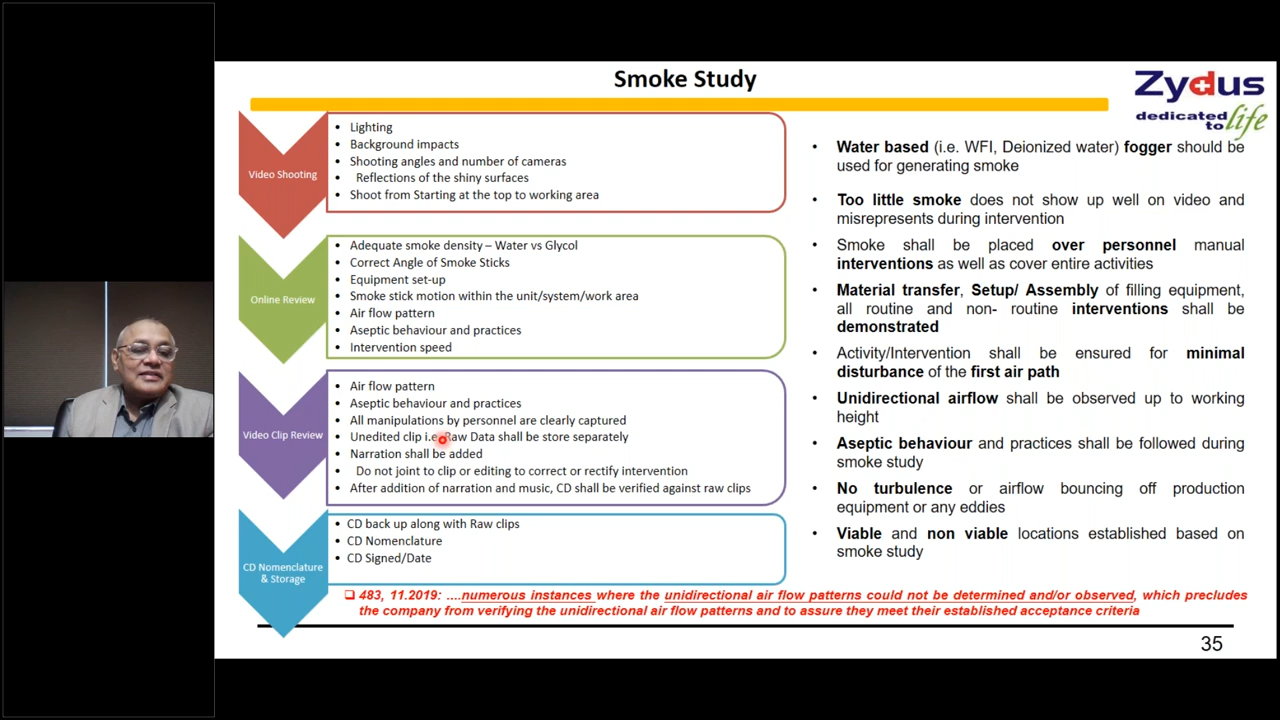 Smoke Study
Zydus
dedicated
to life
Video Shooting
• Lighting
• Background impacts
• Shooting angles and number of cameras
• Reflections of the shiny surfaces
• Shoot from Starting at the top to working area
Online Review
• Adequate smoke density – Water vs Glycol
• Correct Angle of Smoke Sticks
• Equipment set-up
• Smoke stick motion within the unit/system/work area
• Air flow pattern
• Aseptic behaviour and practices
• Intervention speed
Video Clip Review
• Air flow pattern
• Aseptic behaviour and practices
• All manipulations by personnel are clearly captured
• Unedited clip i.e. Raw Data shall be store separately
• Narration shall be added
• Do not joint to clip or editing to correct or rectify intervention
• After addition of narration and music, CD shall be verified against raw clips
CD Nomenclature
& Storage
• CD back up along with Raw clips
• CD Nomenclature
• CD Signed/Date
• Water based (i.e. WFI, Deionized water) fogger should be
used for generating smoke
• Too little smoke does not show up well on video and
misrepresents during intervention
• Smoke shall be placed over personnel manual
interventions as well as cover entire activities
• Material transfer, Setup/ Assembly of filling equipment,
all routine and non- routine interventions shall be
demonstrated
• Activity/Intervention shall be ensured for minimal
disturbance of the first air path
• Unidirectional airflow shall be observed up to working
height
• Aseptic behaviour and practices shall be followed during
smoke study
• No turbulence or airflow bouncing off production
equipment or any eddies
• Viable and non viable locations established based on
smoke study
❑ 483, 11.2019: ....numerous instances where the unidirectional air flow patterns could not be determined and/or observed, which precludes
the company from verifying the unidirectional air flow patterns and to assure they meet their established acceptance criteria
35